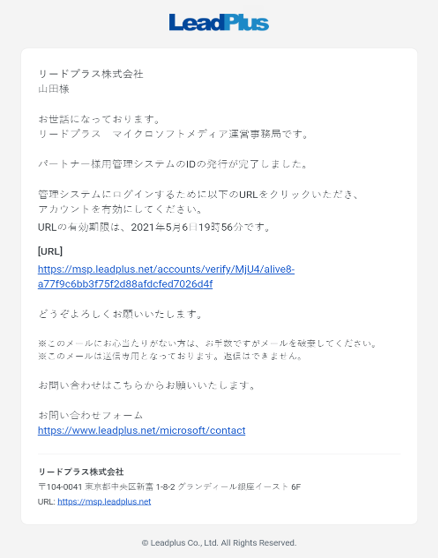 LeadPlus
リードプラス株式会社
山田様
お世話になっております。
リードプラス　マイクロソフトメディア運営事務局です。
パートナー様用管理システムのIDの発行が完了しました。
管理システムにログインするために以下のURLをクリックいただき、
アカウントを有効にしてください。
URLの有効期限は、2021年5月6日19時56分です。
[URL]
https://msp.leadplus.net/accounts/verify/MjU4/alive8-
a77f9c6bb3f75f2d88afdcfed7026d4f
どうぞよろしくお願いいたします。
※このメールにお心当たりがない方は、お手数ですがメールを破棄してください。
※このメールは送信専用となっております。返信はできません。
お問い合わせはこちらからお願いいたします。
お問い合わせフォーム
https://www.leadplus.net/microsoft/contact
リードプラス株式会社
〒104-0041 東京都中央区新富 1-8-2 グランディール銀座イースト 6F
URL: https://msp.leadplus.net
© Leadplus Co., Ltd. All Rights Reserved.